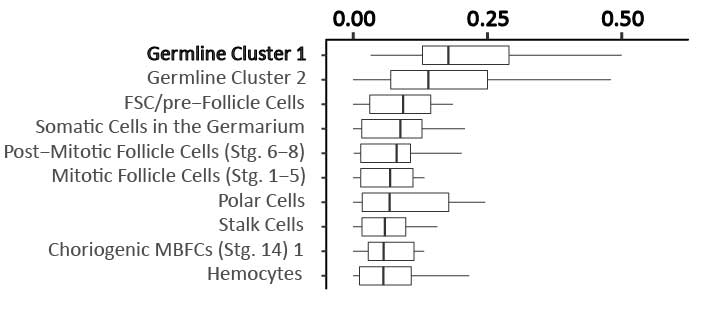 0.00 0.25 0.50
Germline Cluster 1
Germline Cluster 2
FSC/pre−Follicle Cells
Somatic Cells in the Germarium
Post−Mitotic Follicle Cells (Stg. 6−8)
Mitotic Follicle Cells (Stg. 1−5)
Polar Cells
Stalk Cells
Choriogenic MBFCs (Stg. 14) 1
Hemocytes